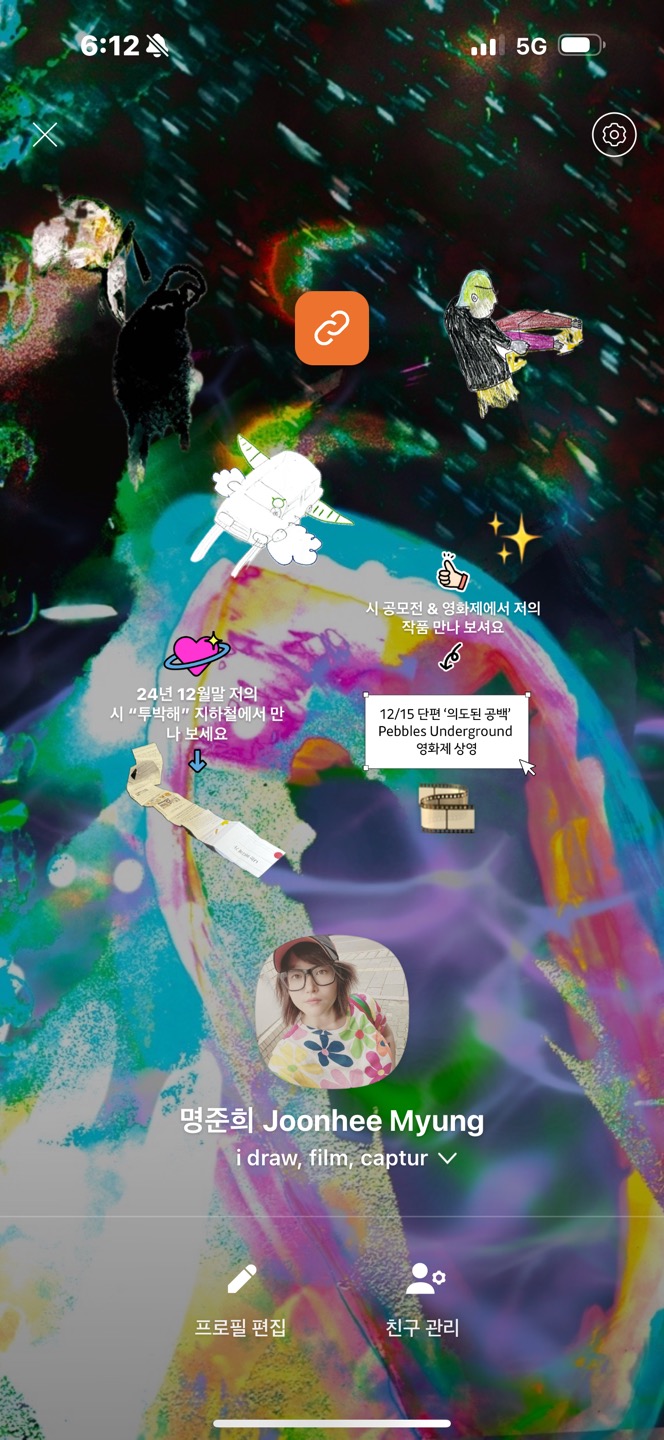 6:12
5G
시 공모전 & 영화제에서 저의
작품 만나 보셔요
24년 12월말 저의
시 “투박해” 지하철에서 만
나 보세요
12/15 단편 ‘의도된 공백’
Pebbles Underground
영화제 상영
명준희 Joonhee Myung
i draw, film, captur
프로필 편집
친구 관리